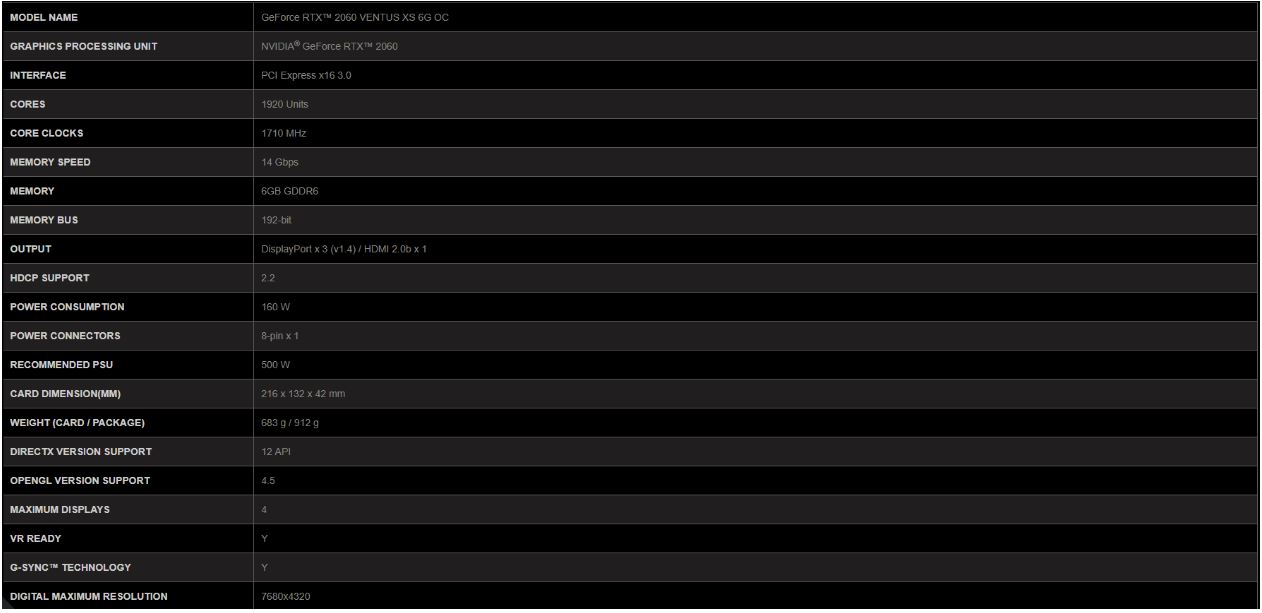 MODEL NAME GeForce RTX™ 2060 VENTUS XS 6G OC
GRAPHICS PROCESSING UNIT NVIDIA® GeForce RTX™ 2060
INTERFACE PCI Express x16 3.0
CORES 1920 Units
CORE CLOCKS 1710 MHz
MEMORY SPEED 14 Gbps
MEMORY 6GB GDDR6
MEMORY BUS 192-bit
OUTPUT DisplayPort x 3 (v1.4) / HDMI 2.0b x 1
HDCP SUPPORT 2.2
POWER CONSUMPTION 160 W
POWER CONNECTORS 8-pin x 1
RECOMMENDED PSU 500 W
CARD DIMENSION(MM) 216 x 132 x 42 mm
WEIGHT (CARD / PACKAGE) 683 g / 912 g
DIRECTX VERSION SUPPORT 12 API
OPENGL VERSION SUPPORT 4.5
MAXIMUM DISPLAYS 4
VR READY Y
G-SYNC™ TECHNOLOGY Y
DIGITAL MAXIMUM RESOLUTION 7680x4320